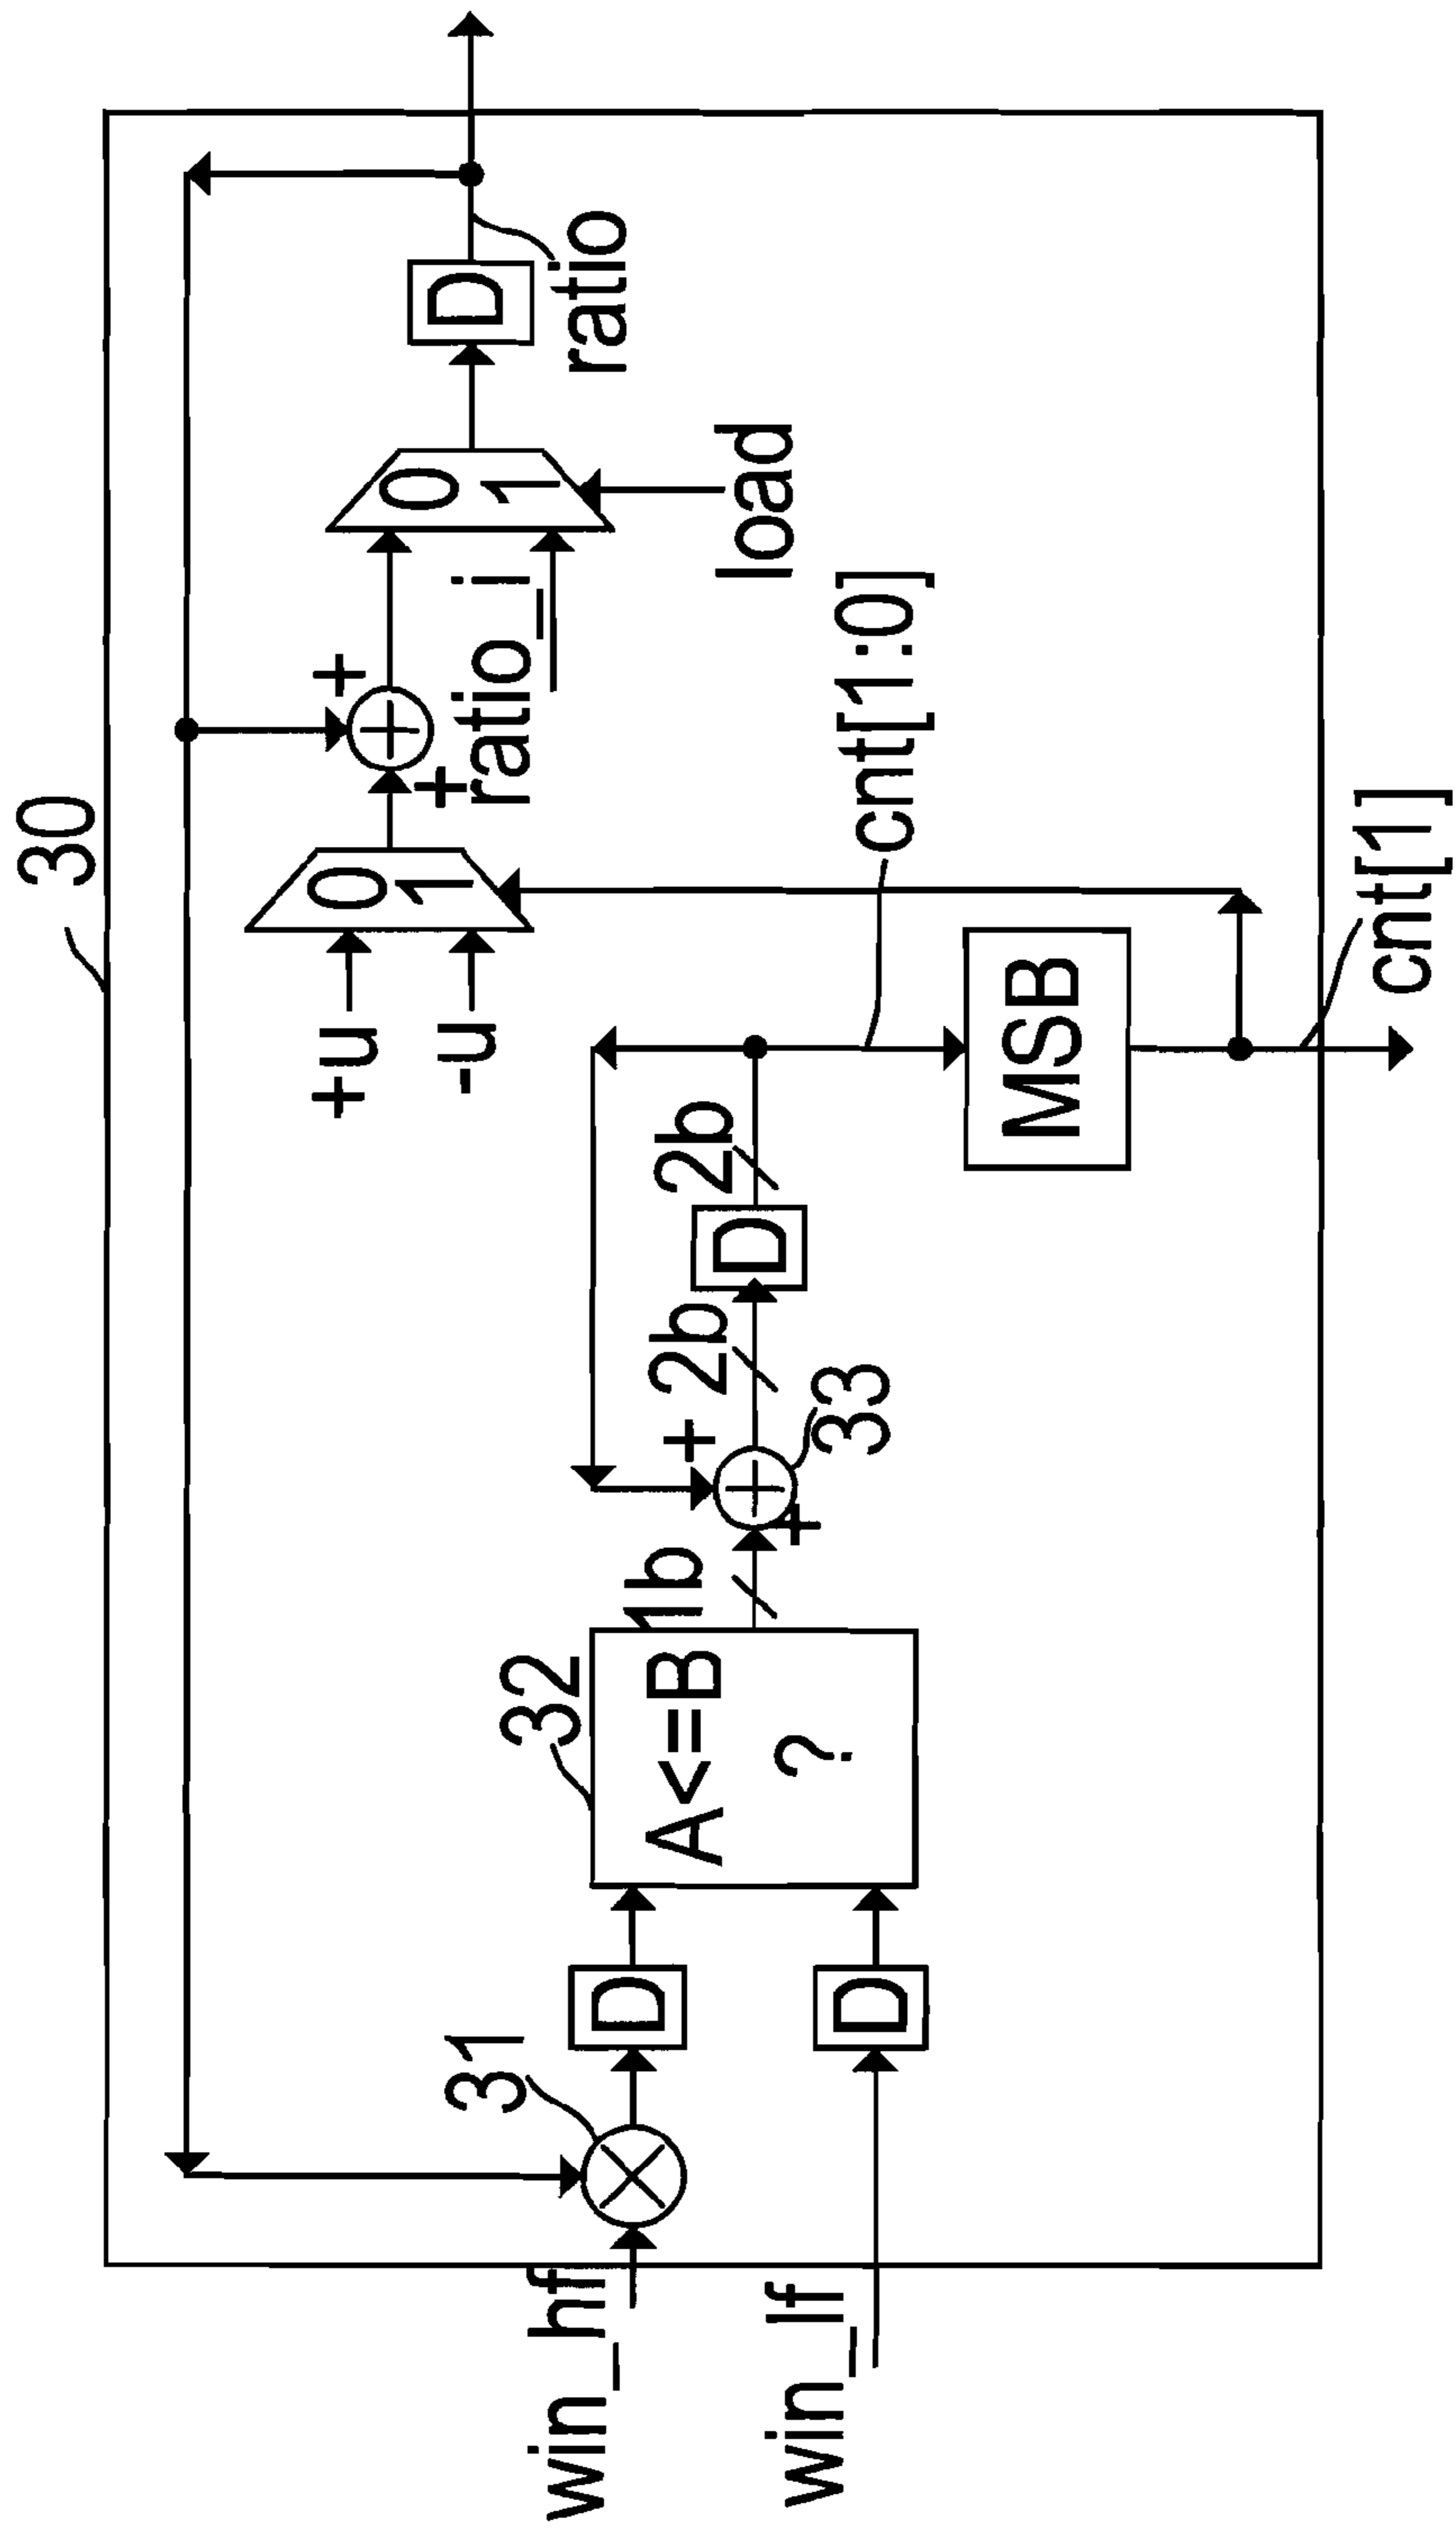 30
+u
-u
0
1
+
+
ratio_i
0
1
load
D
ratio
win_hf
win_lf
31
D
D
32
A<=B
?
1b
+
+
33
2b
D
2b
cnt[1:0]
MSB
cnt[1]